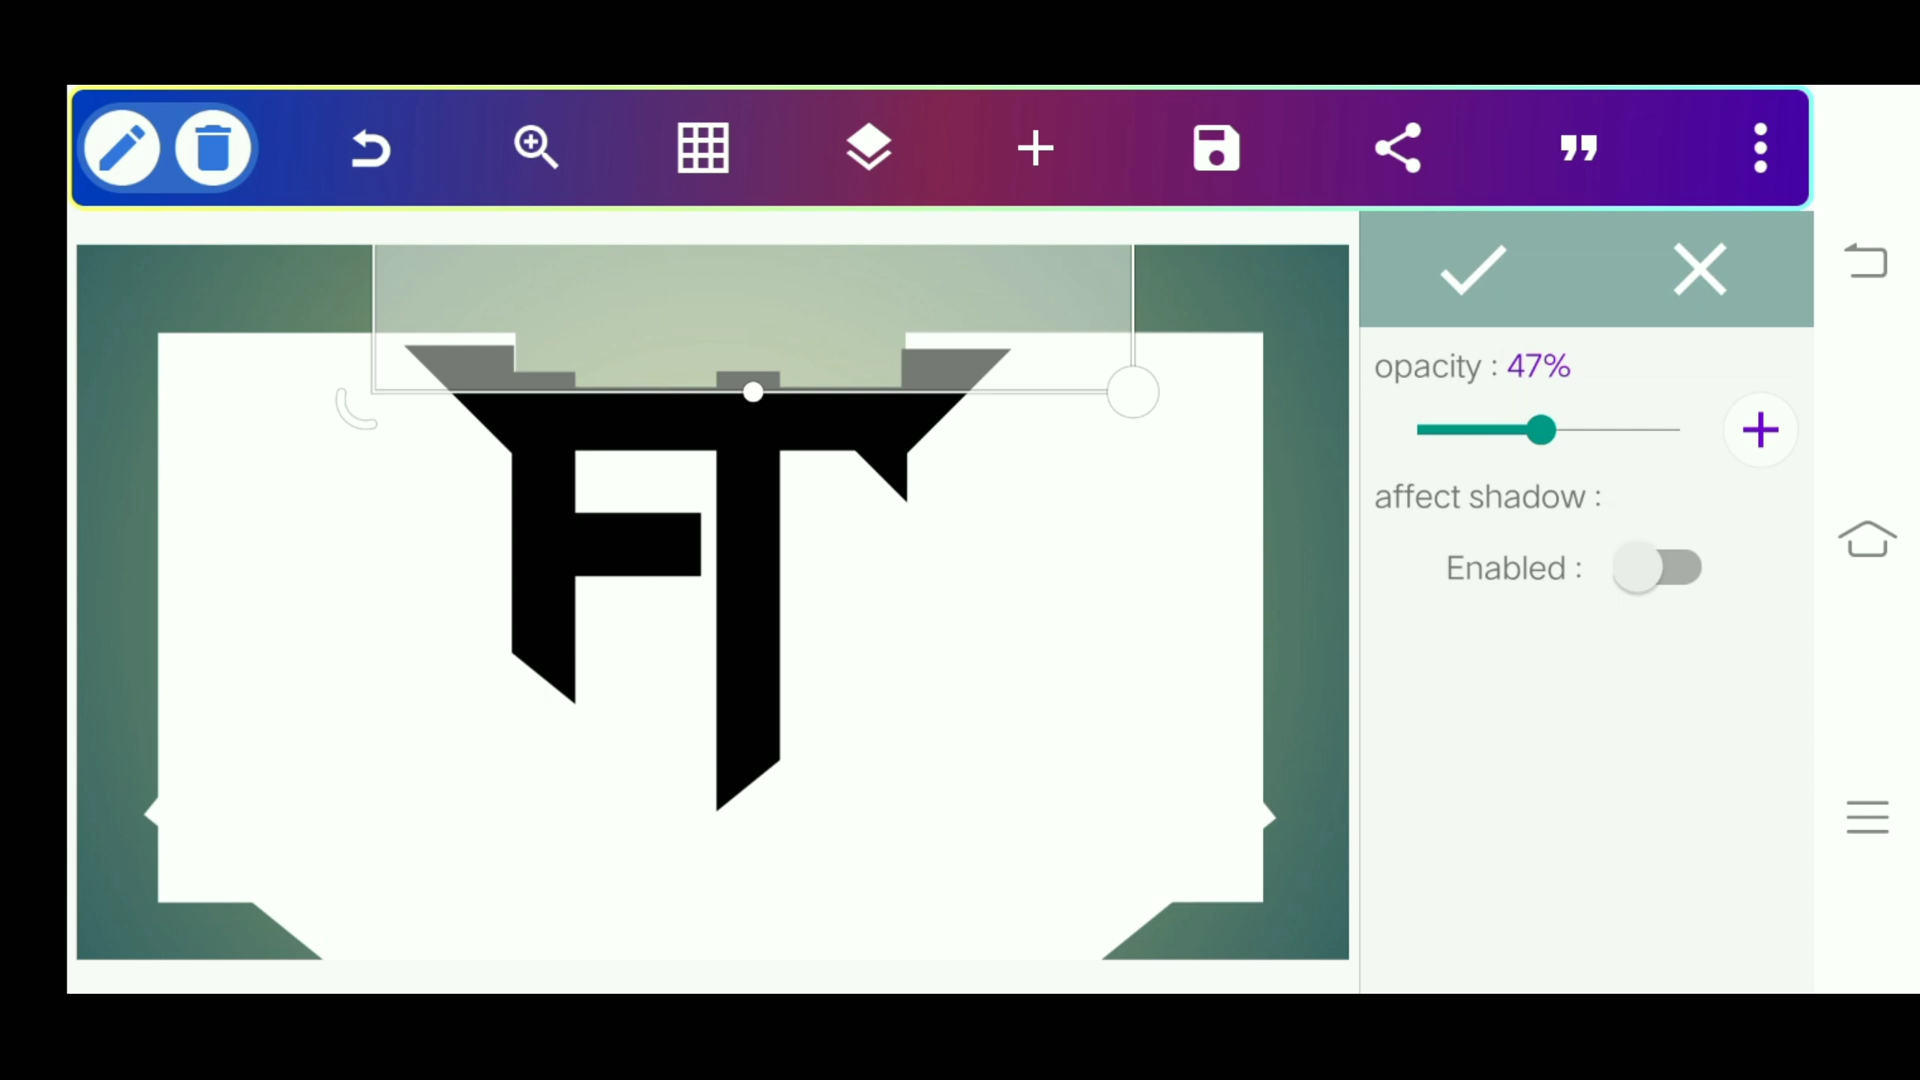 opacity : 47%
affect shadow :
Enabled :
FT